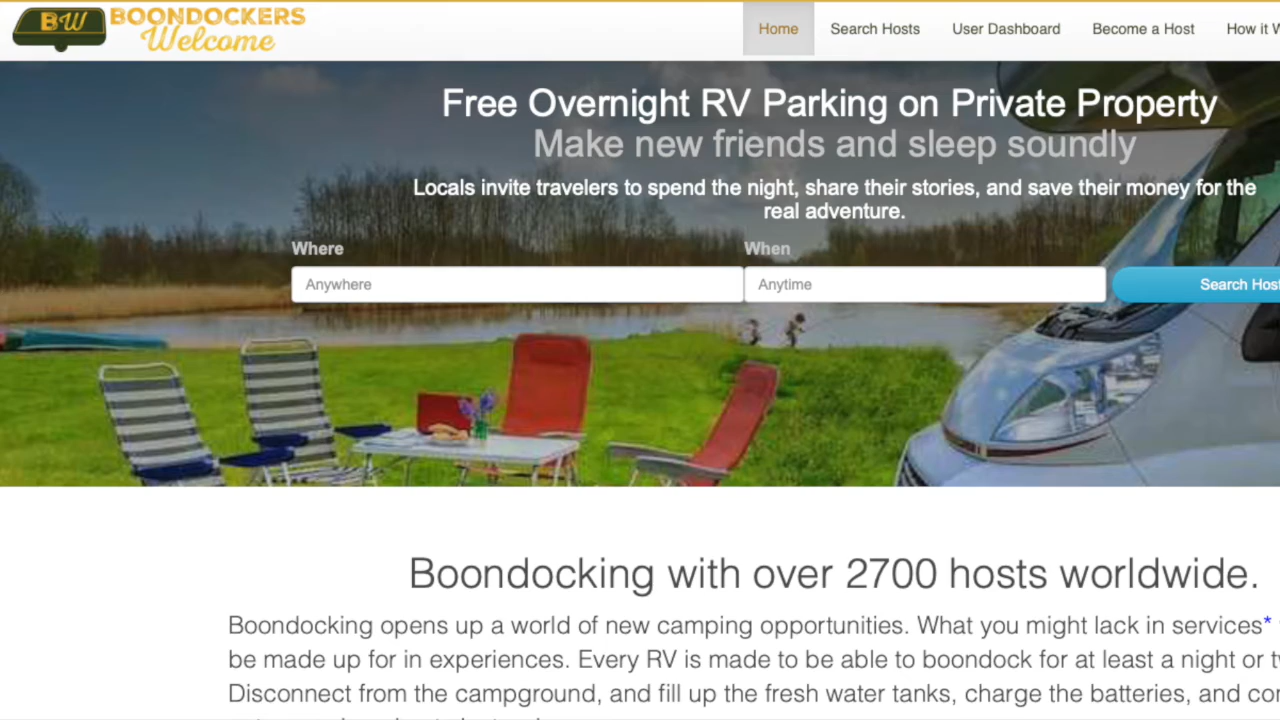 BW BOONDOCKERS
Welcome
Home Search Hosts User Dashboard Become a Host How it
Free Overnight RV Parking on Private Property
Make new friends and sleep soundly
Locals invite travelers to spend the night, share their stories, and save their money for the
real adventure.
Where When
Anywhere Anytime Search
Boondocking with over 2700 hosts worldwide.
Boondocking opens up a world of new camping opportunities. What you might lack in services*
be made up for in experiences. Every RV is made to be able to boondock for at least a night or
Disconnect from the campground, and fill up the fresh water tanks, charge the batteries, and